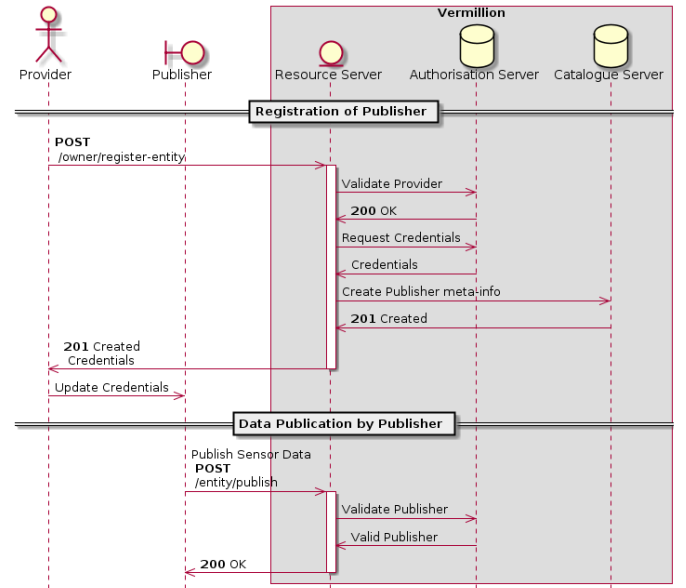 Vermillion
Provider
Publisher
Resource Server
Authorisation Server
Catalogue Server
Registration of Publisher
POST
/owner/register-entity
Validate Provider
200 OK
Request Credentials
Credentials
Create Publisher meta-info
201 Created
201 Created
Credentials
Update Credentials
Data Publication by Publisher
Publish Sensor Data
POST
/entity/publish
Validate Publisher
Valid Publisher
200 OK